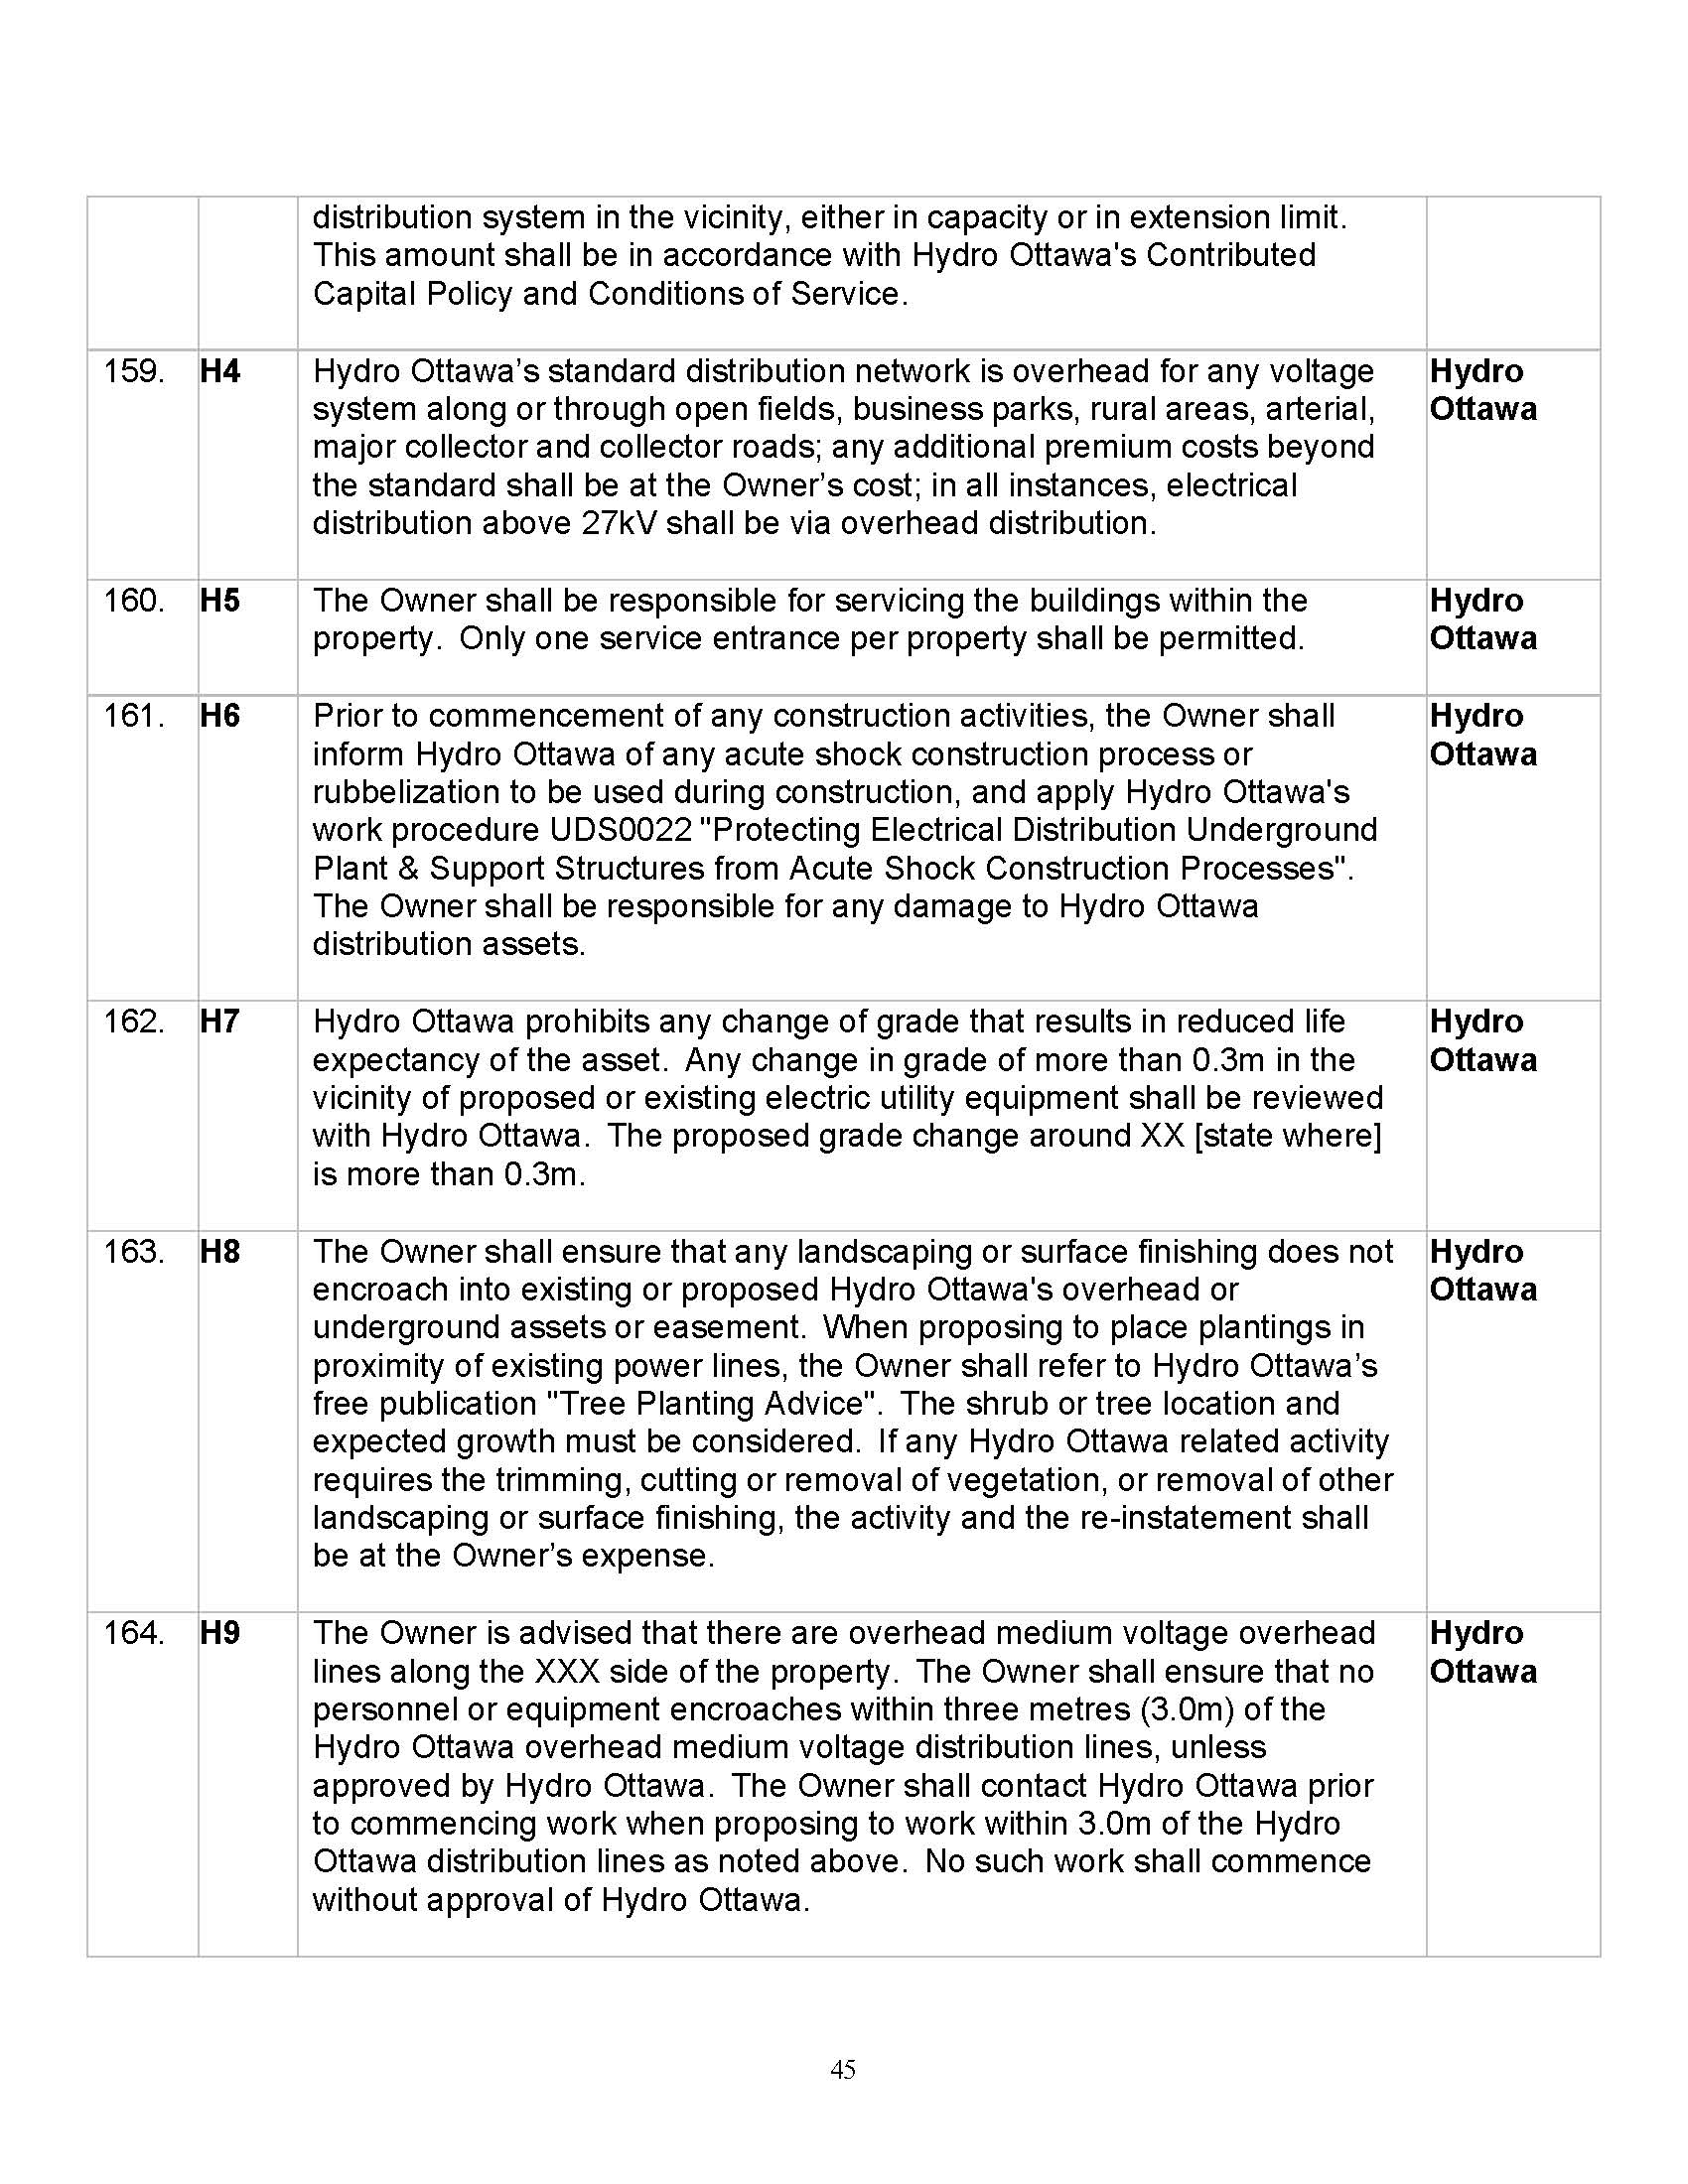 distribution system in the vicinity, either in capacity or in extension limit.
This amount shall be in accordance with Hydro Ottawa's Contributed
Capital Policy and Conditions of Service.
159. H4 Hydro Ottawa’s standard distribution network is overhead for any voltage Hydro
system along or through open fields, business parks, rural areas, arterial, Ottawa
major collector and collector roads; any additional premium costs beyond
the standard shall be at the Owner’s cost; in all instances, electrical
distribution above 27kV shall be via overhead distribution.
160. H5 The Owner shall be responsible for servicing the buildings within the Hydro
property.  Only one service entrance per property shall be permitted. Ottawa
161. H6 Prior to commencement of any construction activities, the Owner shall Hydro
inform Hydro Ottawa of any acute shock construction process or Ottawa
rubbelization to be used during construction, and apply Hydro Ottawa's
work procedure UDS0022 "Protecting Electrical Distribution Underground
Plant & Support Structures from Acute Shock Construction Processes".
The Owner shall be responsible for any damage to Hydro Ottawa
distribution assets.
162. H7 Hydro Ottawa prohibits any change of grade that results in reduced life Hydro
expectancy of the asset.  Any change in grade of more than 0.3m in the Ottawa
vicinity of proposed or existing electric utility equipment shall be reviewed
with Hydro Ottawa.  The proposed grade change around XX [state where]
is more than 0.3m.
163. H8 The Owner shall ensure that any landscaping or surface finishing does not Hydro
encroach into existing or proposed Hydro Ottawa's overhead or Ottawa
underground assets or easement.  When proposing to place plantings in
proximity of existing power lines, the Owner shall refer to Hydro Ottawa’s
free publication "Tree Planting Advice".  The shrub or tree location and
expected growth must be considered.  If any Hydro Ottawa related activity
requires the trimming, cutting or removal of vegetation, or removal of other
landscaping or surface finishing, the activity and the re-instatement shall
be at the Owner’s expense.
164. H9 The Owner is advised that there are overhead medium voltage overhead Hydro
lines along the XXX side of the property.  The Owner shall ensure that no Ottawa
personnel or equipment encroaches within three metres (3.0m) of the
Hydro Ottawa overhead medium voltage distribution lines, unless
approved by Hydro Ottawa.  The Owner shall contact Hydro Ottawa prior
to commencing work when proposing to work within 3.0m of the Hydro
Ottawa distribution lines as noted above.  No such work shall commence
without approval of Hydro Ottawa.
45